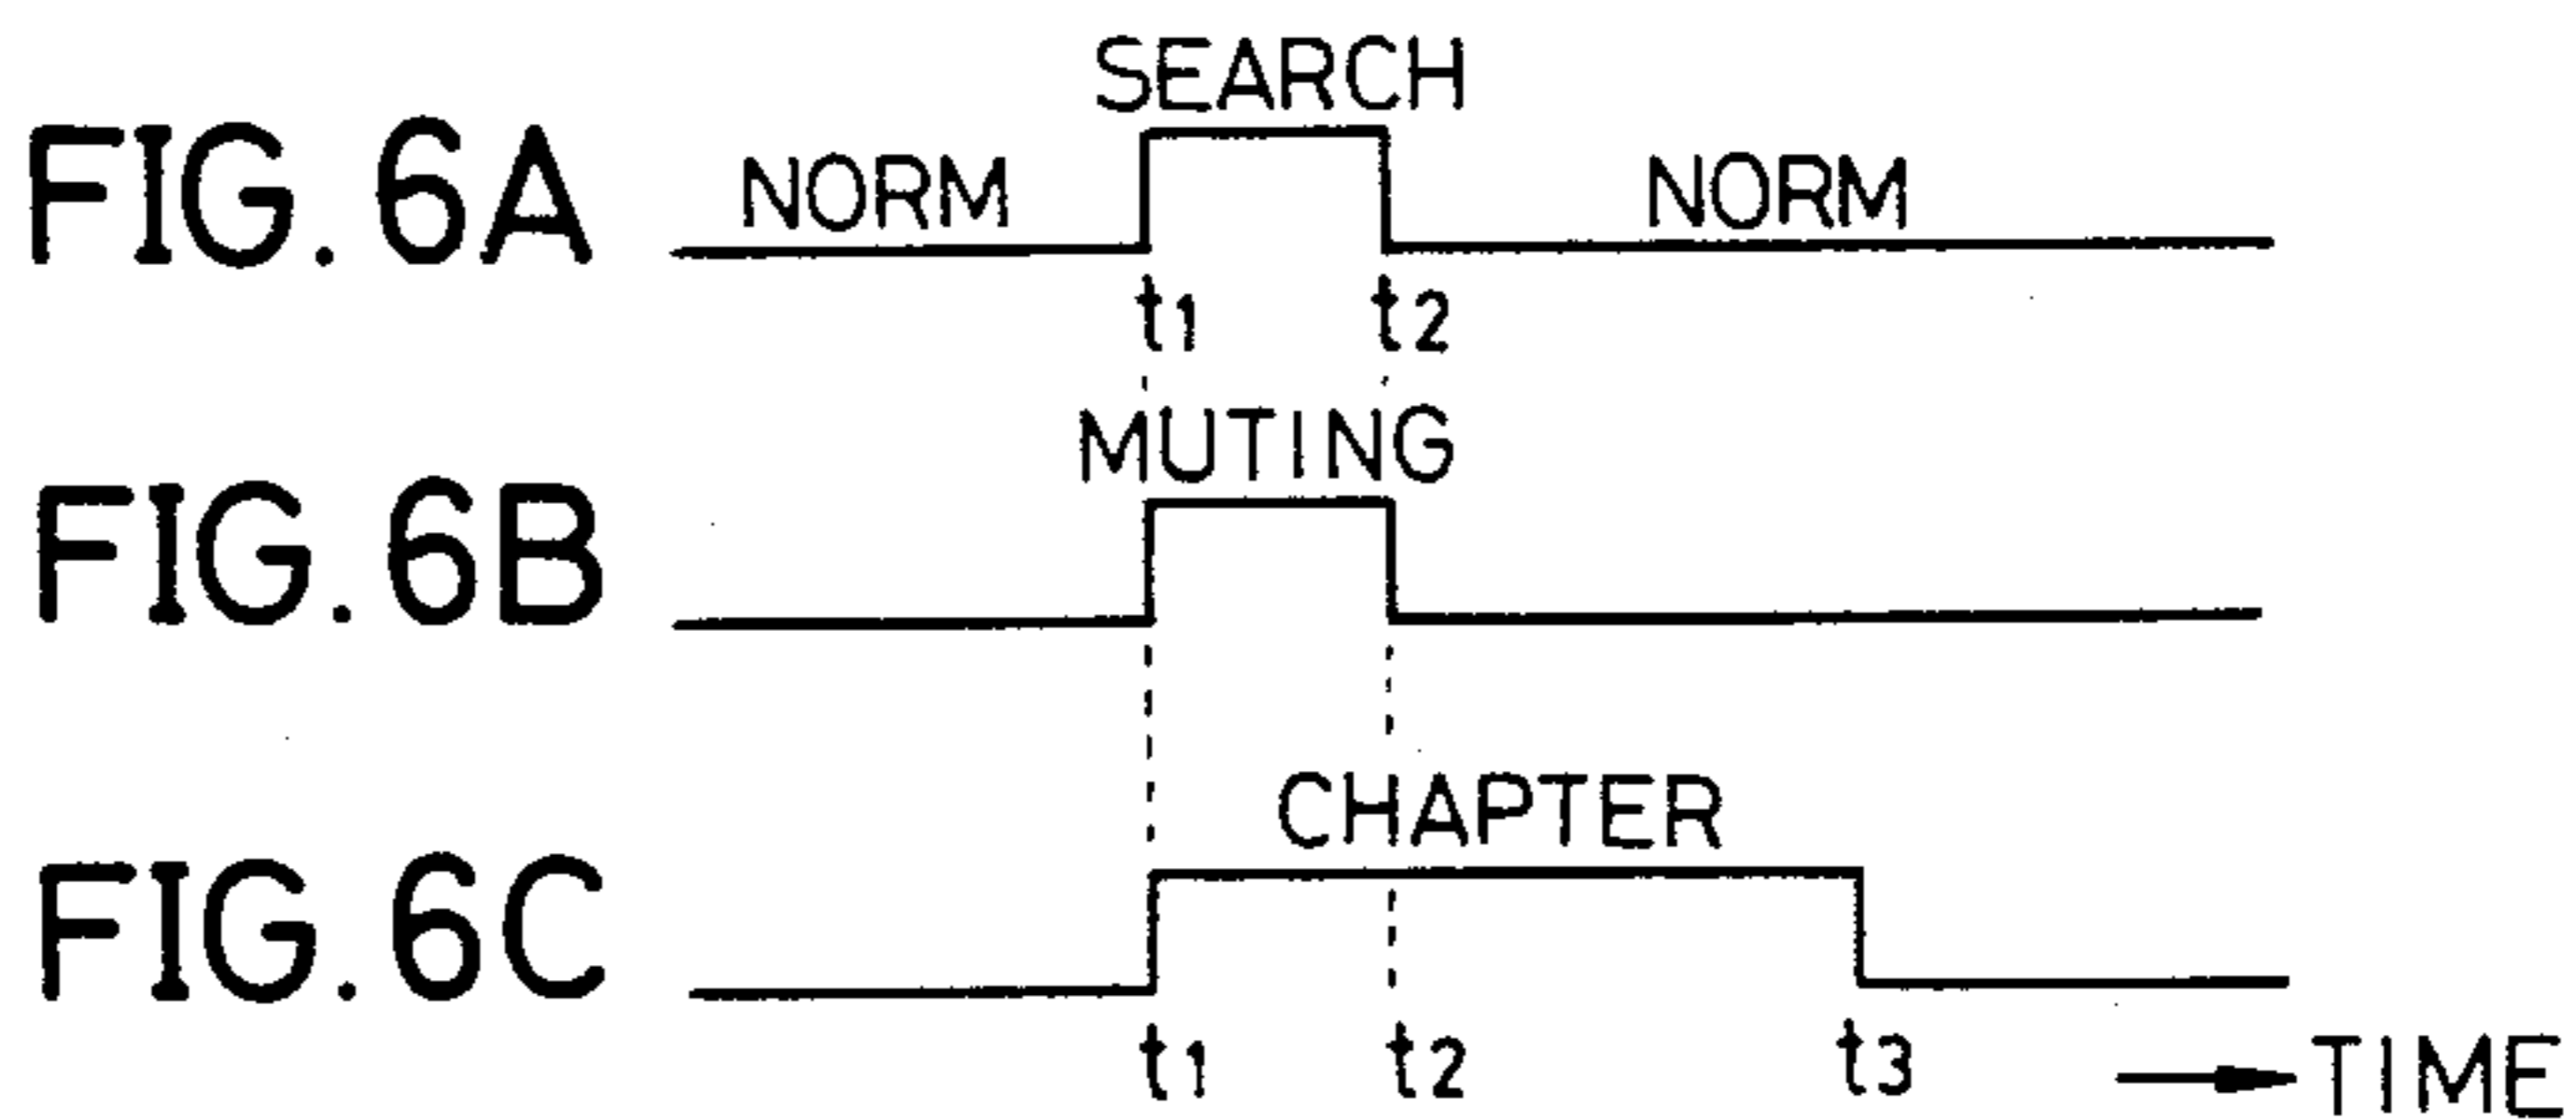 SEARCH
FIG. 6A NORM NORM
t1 t2
MUTING
FIG. 6B
CHAPTER
FIG. 6C
t1 t2 t3 TIME